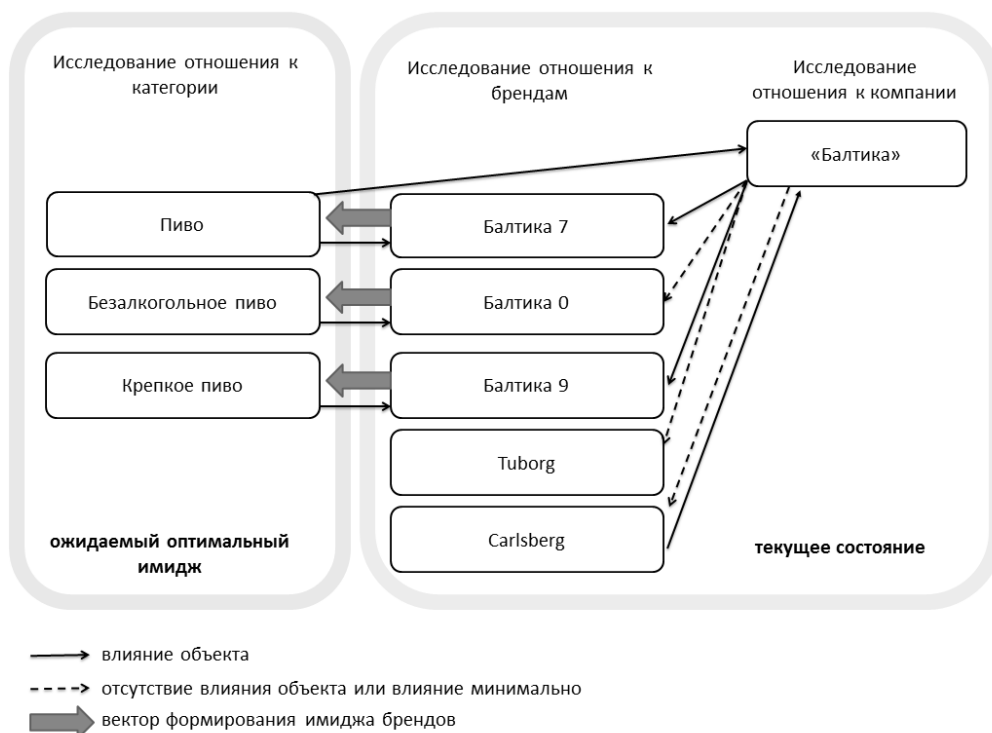 Исследование отношения к
категории
Исследование отношения к
брендам
Исследование
отношения к компании
«Балтика»
Пиво
Балтика 7
Безалкогольное пиво
Балтика 0
Крепкое пиво
Балтика 9
Tuborg
Carlsberg
ожидаемый оптимальный
имидж
текущее состояние
влияние объекта
отсутствие влияния объекта или влияние минимально
вектор формирования имиджа брендов